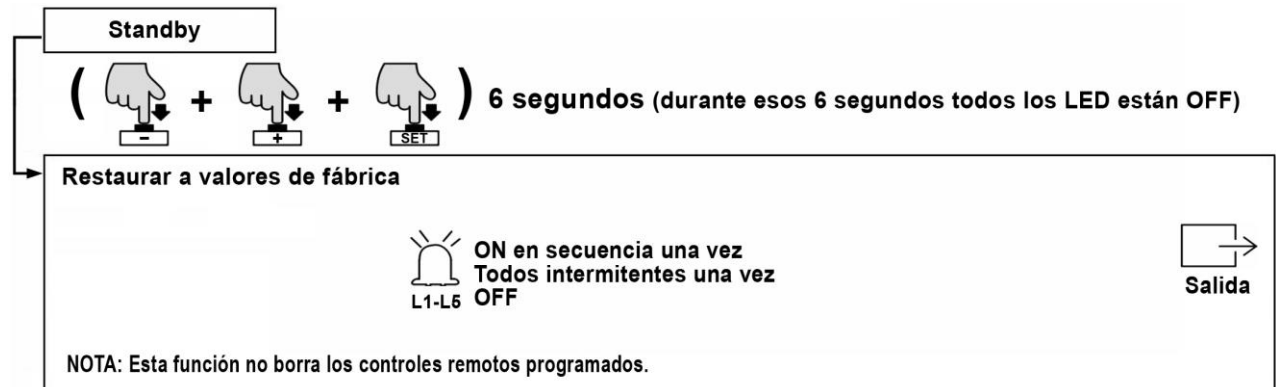 Standby
( - + + + SET ) 6 segundos (durante esos 6 segundos todos los LED están OFF)
Restaurar a valores de fábrica
ON en secuencia una vez
Todos intermitentes una vez
L1-L5 OFF
Salida
NOTA: Esta función no borra los controles remotos programados.